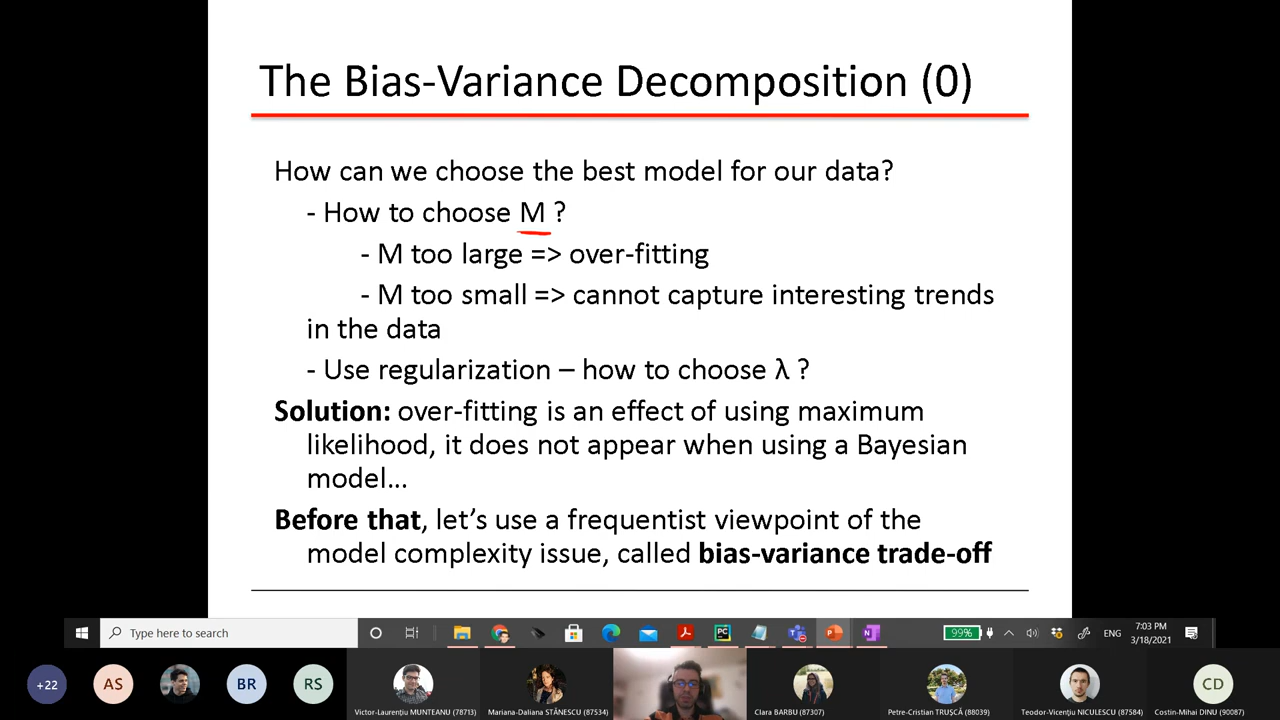 The Bias-Variance Decomposition (0)
How can we choose the best model for our data?
- How to choose M ?
- M too large => over-fitting
- M too small => cannot capture interesting trends
in the data
- Use regularization – how to choose λ ?
Solution: over-fitting is an effect of using maximum
likelihood, it does not appear when using a Bayesian
model...
Before that, let's use a frequentist viewpoint of the
model complexity issue, called bias-variance trade-off
Type here to search
99%
ENG
7:03 PM
3/18/2021
+22
AS
BR
RS
CD
Victor-Laurențiu MUNTEANU (78713)
Mariana-Daliana STĂNESCU (87534)
Clara BARBU (87307)
Petre-Cristian TRUȘCĂ (88039)
Teodor-Vicenţiu NICULESCU (87584)
Costin-Mihai DINU (90087)